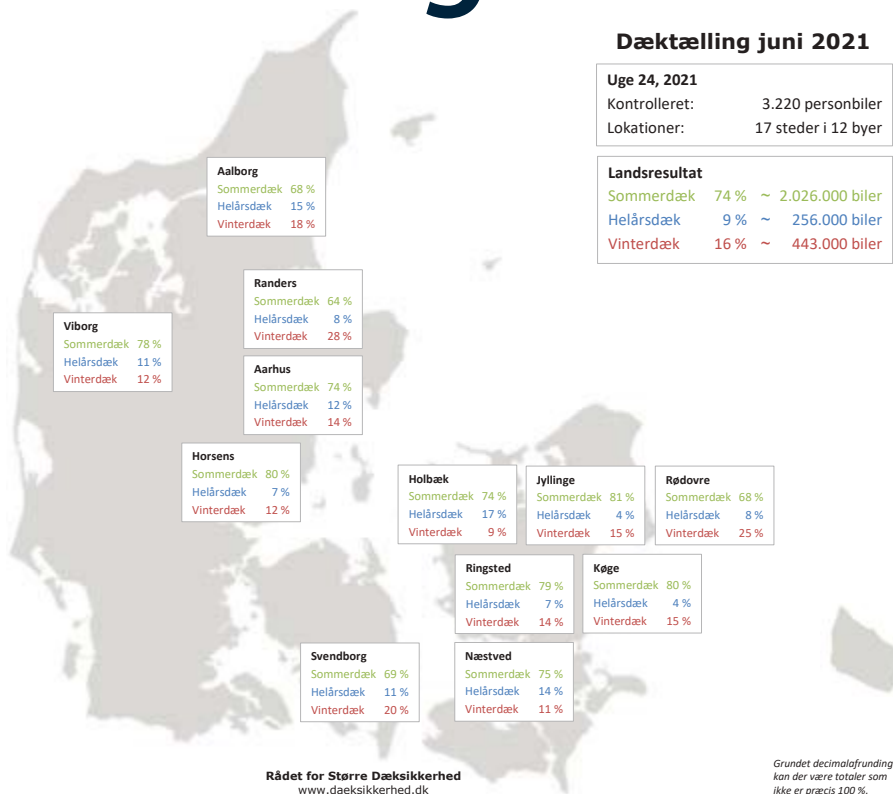 Dæktælling juni 2021
Uge 24, 2021
Kontrolleret: 3.220 personbiler
Lokationer: 17 steder i 12 byer
Landsresultat
Sommerdæk 74 % ~ 2.026.000 biler
Helårsdæk 9 % ~ 256.000 biler
Vinterdæk 16 % ~ 443.000 biler
Aalborg
Sommerdæk 68 %
Helårsdæk 15 %
Vinterdæk 18 %
Randers
Sommerdæk 64 %
Helårsdæk 8 %
Vinterdæk 28 %
Viborg
Sommerdæk 78 %
Helårsdæk 11 %
Vinterdæk 12 %
Aarhus
Sommerdæk 74 %
Helårsdæk 12 %
Vinterdæk 14 %
Horsens
Sommerdæk 80 %
Helårsdæk 7 %
Vinterdæk 12 %
Holbæk
Sommerdæk 74 %
Helårsdæk 17 %
Vinterdæk 9 %
Jyllinge
Sommerdæk 81 %
Helårsdæk 4 %
Vinterdæk 15 %
Rødovre
Sommerdæk 68 %
Helårsdæk 8 %
Vinterdæk 25 %
Ringsted
Sommerdæk 79 %
Helårsdæk 7 %
Vinterdæk 14 %
Køge
Sommerdæk 80 %
Helårsdæk 4 %
Vinterdæk 15 %
Svendborg
Sommerdæk 69 %
Helårsdæk 11 %
Vinterdæk 20 %
Næstved
Sommerdæk 75 %
Helårsdæk 14 %
Vinterdæk 11 %
Rådet for Større Dæksikkerhed
www.daeksikkerhed.dk
Grundet decimalafrunding
kan der være totaler som
ikke er præcis 100 %.